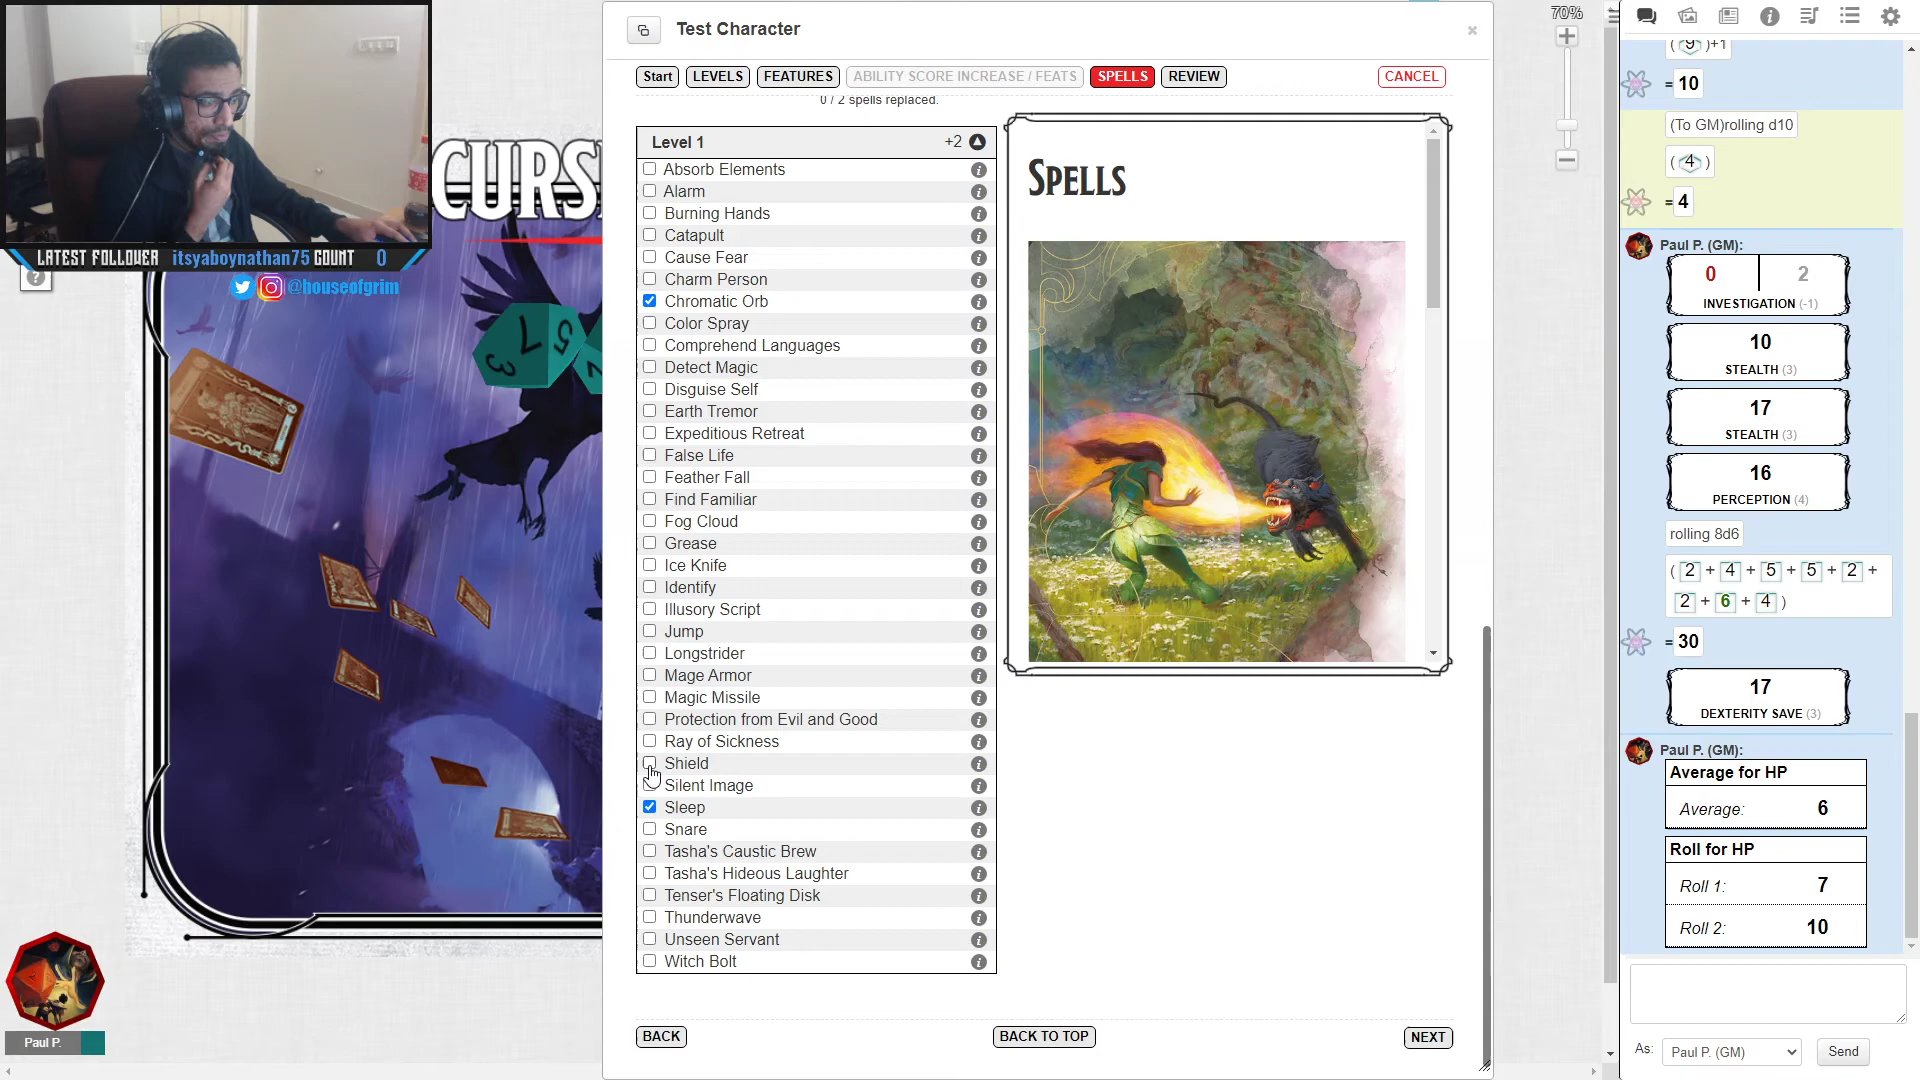 CURS
LATEST FOLLOWER itsyaboynathan75 COUNT 0
@houseofgrim
?
7
5
3
2
Paul P.
Test Character
Start LEVELS FEATURES ABILITY SCORE INCREASE / FEATS SPELLS REVIEW CANCEL
0 / 2 spells replaced.
Level 1 +2
Absorb Elements
Alarm
Burning Hands
Catapult
Cause Fear
Charm Person
Chromatic Orb
Color Spray
Comprehend Languages
Detect Magic
Disguise Self
Earth Tremor
Expeditious Retreat
False Life
Feather Fall
Find Familiar
Fog Cloud
Grease
Ice Knife
Identify
Illusory Script
Jump
Longstrider
Mage Armor
Magic Missile
Protection from Evil and Good
Ray of Sickness
Shield
Silent Image
Sleep
Snare
Tasha's Caustic Brew
Tasha's Hideous Laughter
Tenser's Floating Disk
Thunderwave
Unseen Servant
Witch Bolt
SPELLS
BACK BACK TO TOP NEXT
70%
(9)+1
= 10
(To GM)rolling d10
(4)
= 4
Paul P. (GM):
0 2
INVESTIGATION (-1)
10
STEALTH (3)
17
STEALTH (3)
16
PERCEPTION (4)
rolling 8d6
( 2 + 4 + 5 + 5 + 2 +
2 + 6 + 4 )
= 30
17
DEXTERITY SAVE (3)
Paul P. (GM):
Average for HP
Average: 6
Roll for HP
Roll 1: 7
Roll 2: 10
As: Paul P. (GM) Send